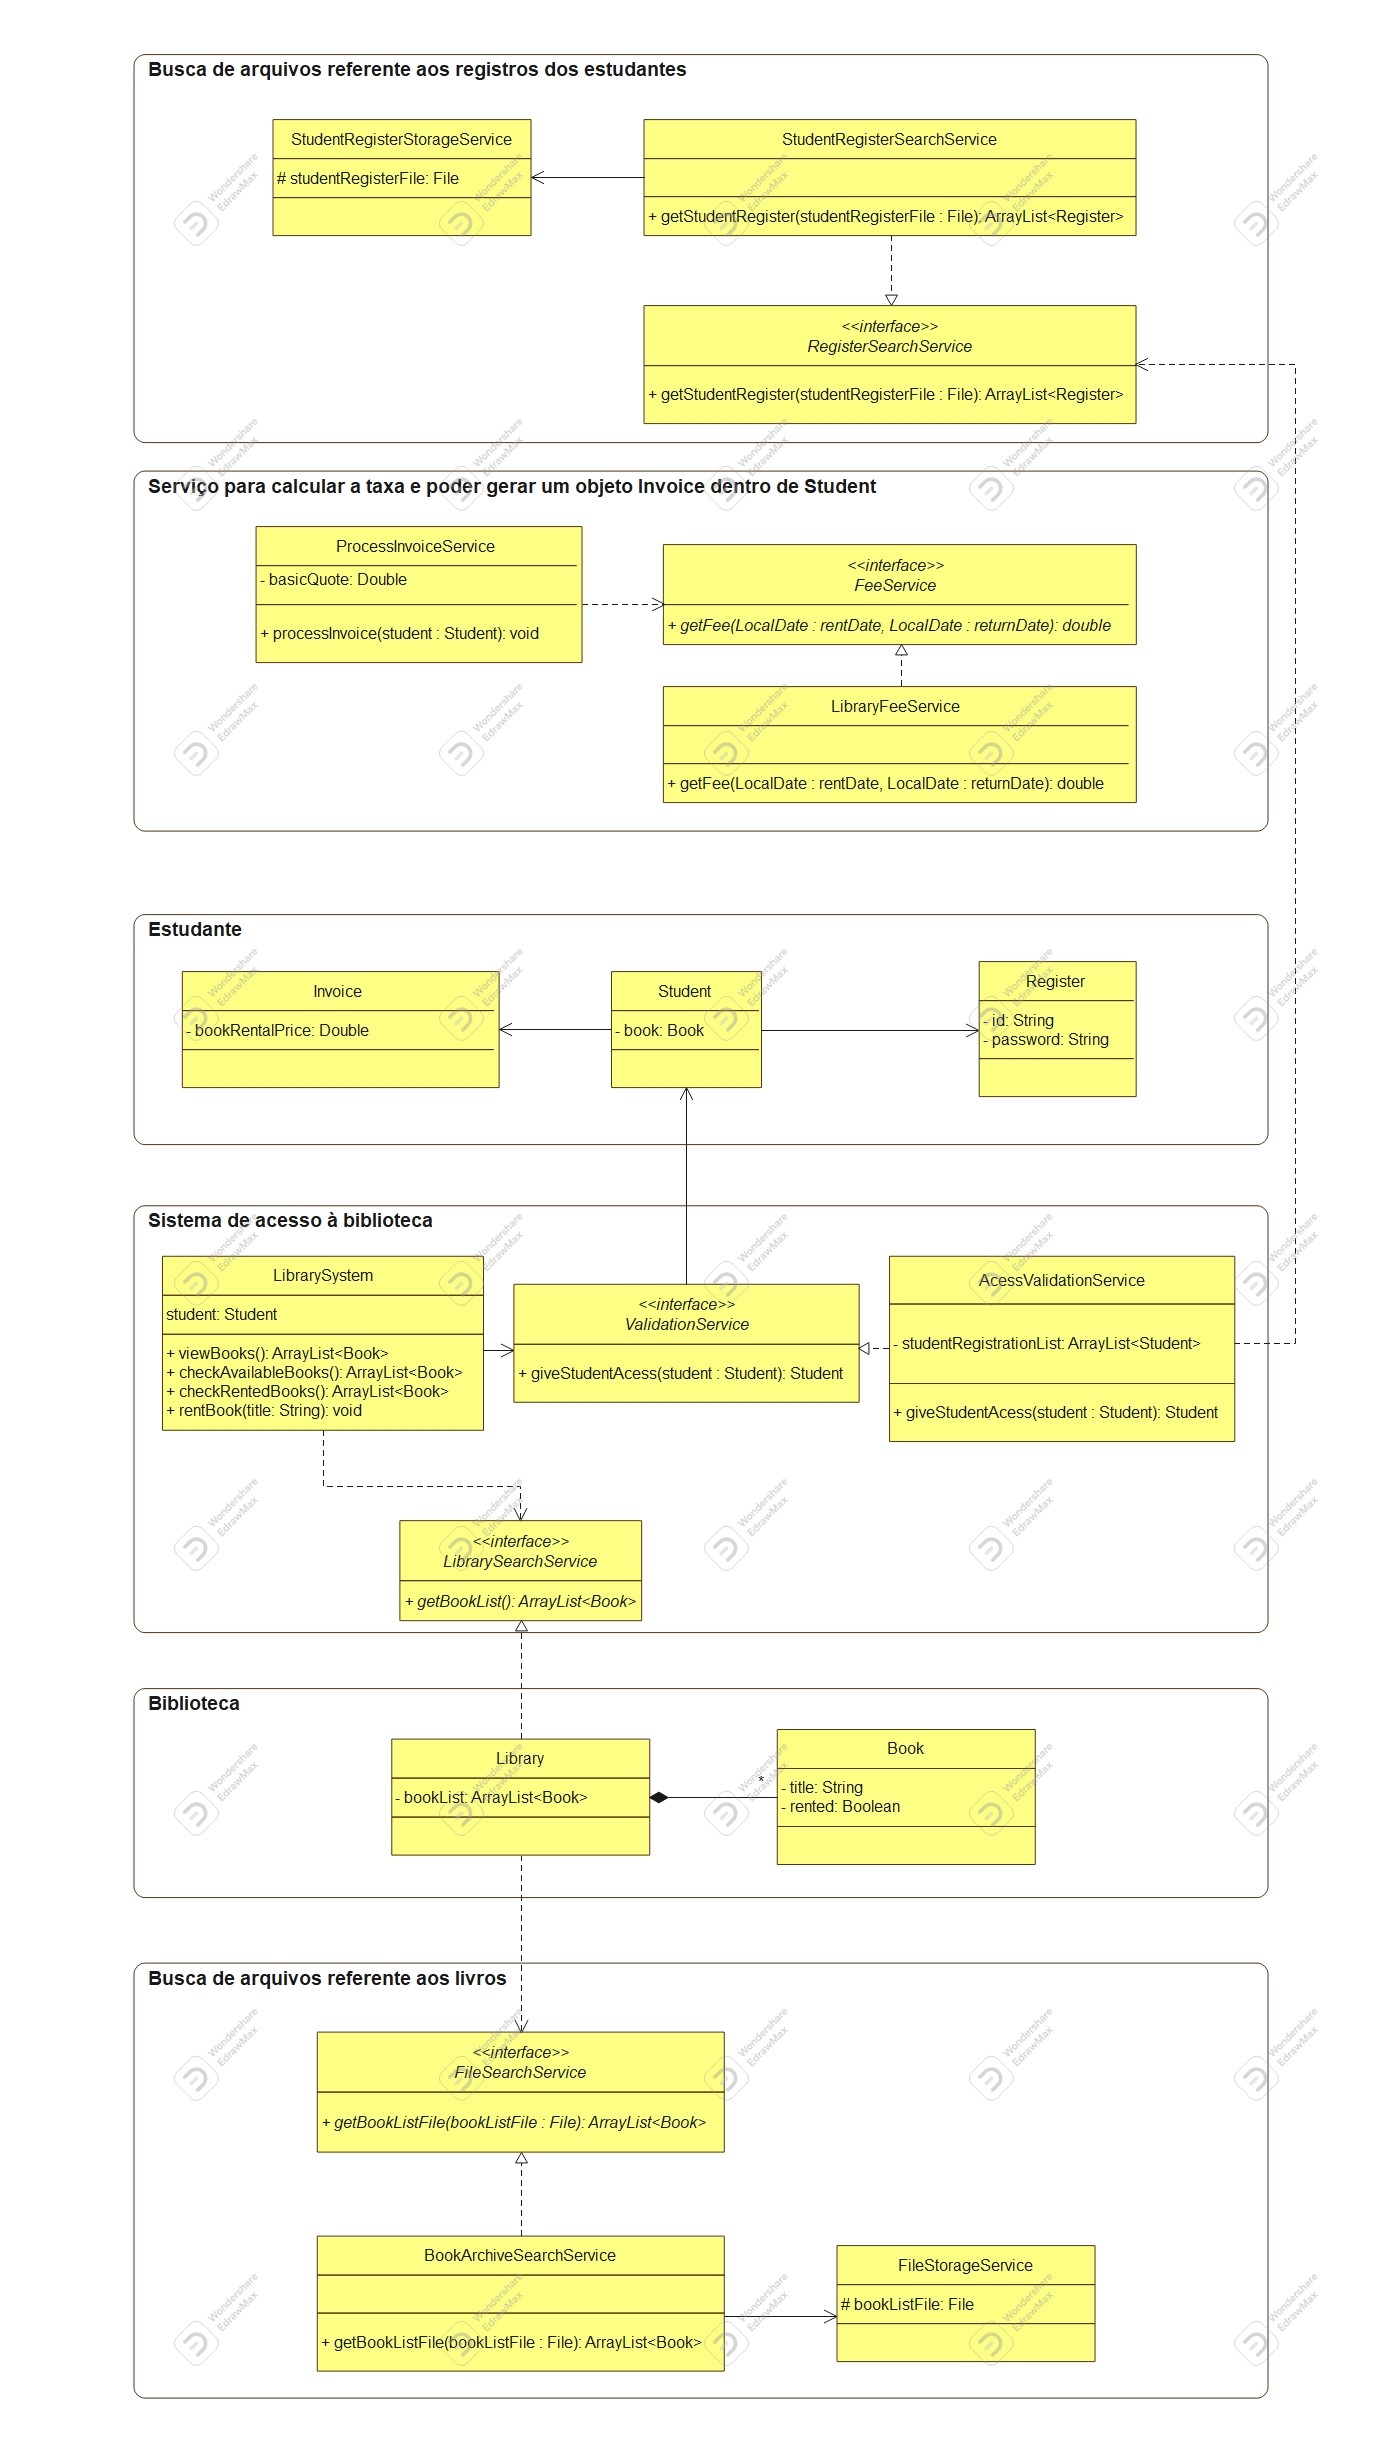 Busca de arquivos referente aos registros dos estudantes
StudentRegisterStorageService
# studentRegisterFile: File
StudentRegisterSearchService
+ getStudentRegister(studentRegisterFile : File): ArrayList<Register>
<<interface>>
RegisterSearchService
+ getStudentRegister(studentRegisterFile : File): ArrayList<Register>
Serviço para calcular a taxa e poder gerar um objeto Invoice dentro de Student
ProcessInvoiceService
- basicQuote: Double
+ processInvoice(student : Student): void
<<interface>>
FeeService
+ getFee(LocalDate : rentDate, LocalDate : returnDate): double
LibraryFeeService
+ getFee(LocalDate : rentDate, LocalDate : returnDate): double
Estudante
Invoice
- bookRentalPrice: Double
Student
- book: Book
Register
- id: String
- password: String
Sistema de acesso à biblioteca
LibrarySystem
student: Student
+ viewBooks(): ArrayList<Book>
+ checkAvailableBooks(): ArrayList<Book>
+ checkRentedBooks(): ArrayList<Book>
+ rentBook(title: String): void
<<interface>>
ValidationService
+ giveStudentAcess(student : Student): Student
AcessValidationService
- studentRegistrationList: ArrayList<Student>
+ giveStudentAcess(student : Student): Student
<<interface>>
LibrarySearchService
+ getBookList(): ArrayList<Book>
Biblioteca
Library
- bookList: ArrayList<Book>
*
Book
- title: String
- rented: Boolean
Busca de arquivos referente aos livros
<<interface>>
FileSearchService
+ getBookListFile(bookListFile : File): ArrayList<Book>
BookArchiveSearchService
+ getBookListFile(bookListFile : File): ArrayList<Book>
FileStorageService
# bookListFile: File
Wondershare
EdrawMax